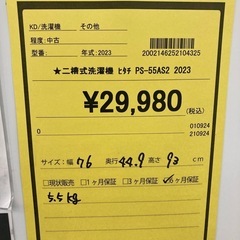 KD/洗濯機 その他
程度:中古
型番: 年式:2023 2002146252104325
★二槽式洗濯機 ﾋﾀﾁ PS-55AS2 2023
¥29,980 (税込)
0 010924
210924
サイズ:幅 76 奥行 44.9 高さ 93 cm
□現状販売 □1ヶ月保証 □3ヶ月保証 ☑6ヶ月保証
5.5kg